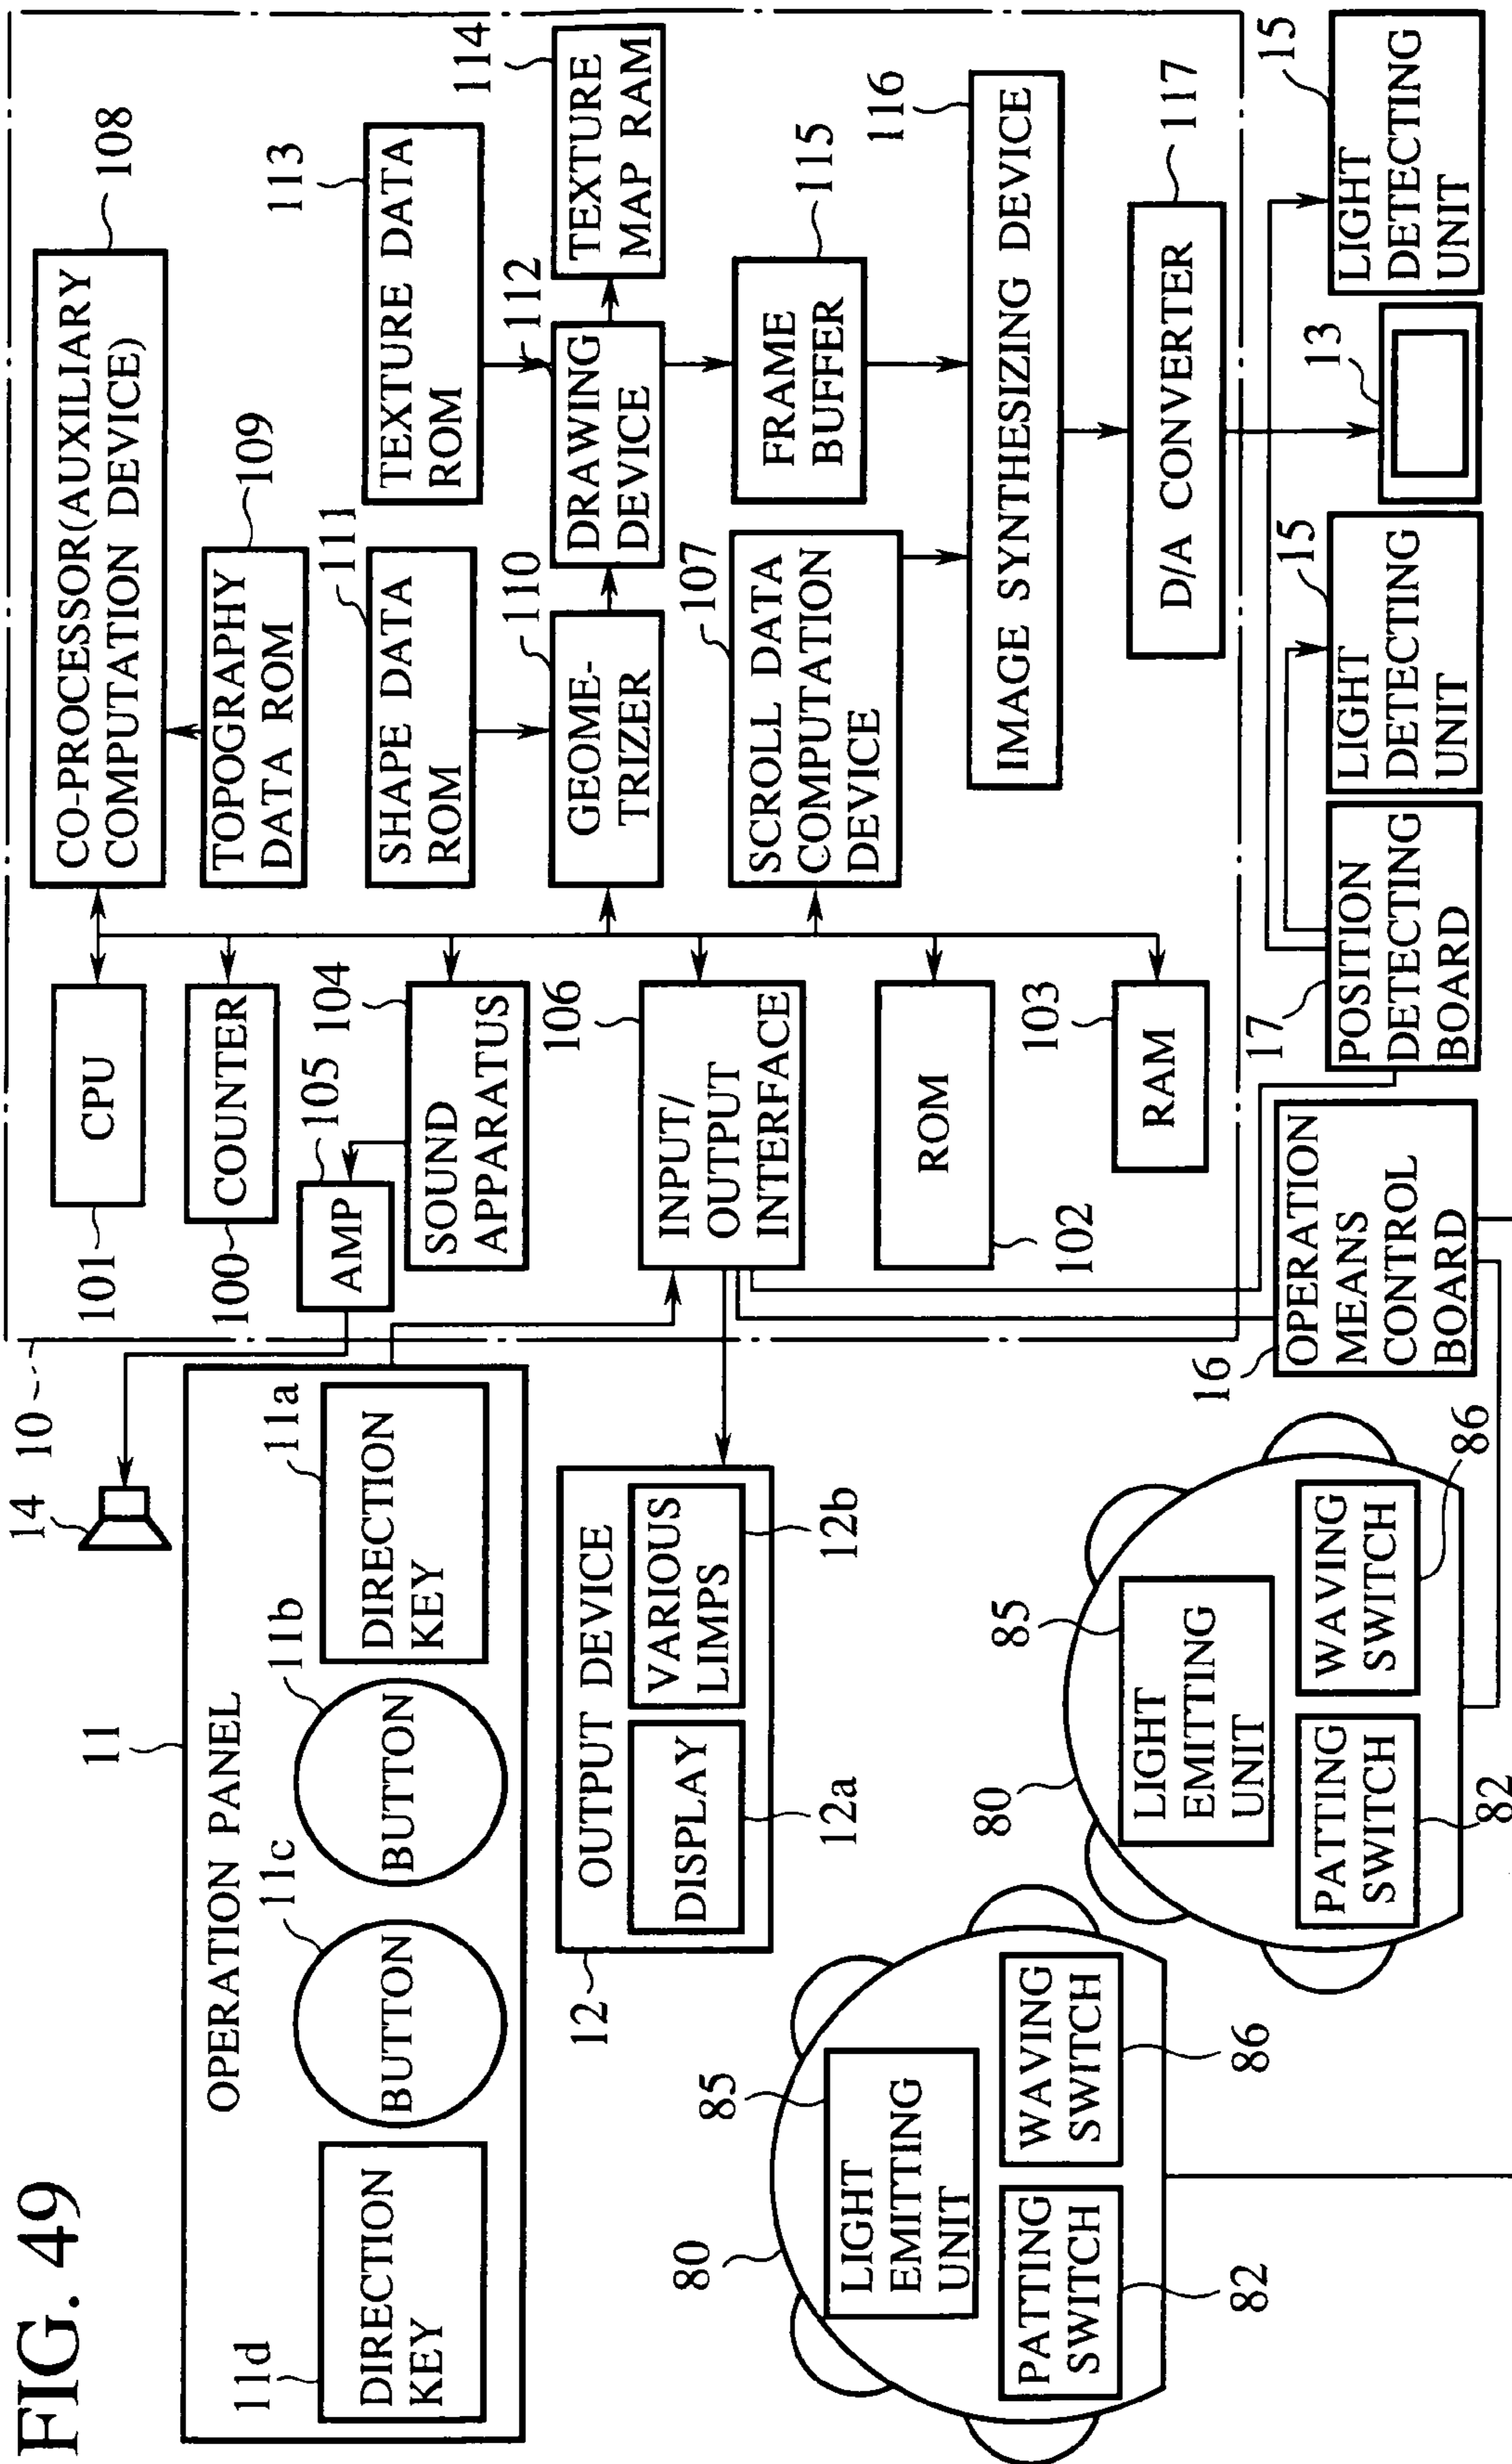 FIG. 49
14
10
11
OPERATION PANEL
11d
DIRECTION
KEY
11c
BUTTON
11b
BUTTON
11a
DIRECTION
KEY
12
OUTPUT DEVICE
DISPLAY
12a
VARIOUS
LIMPS
12b
80
LIGHT
EMITTING
UNIT
85
PATTING
SWITCH
82
WAVING
SWITCH
86
80
LIGHT
EMITTING
UNIT
85
PATTING
SWITCH
82
WAVING
SWITCH
86
101
CPU
100
COUNTER
105
AMP
104
SOUND
APPARATUS
106
INPUT/
OUTPUT
INTERFACE
ROM
102
103
RAM
CO-PROCESSOR(AUXILIARY
COMPUTATION DEVICE)
108
TOPOGRAPHY
DATA ROM
109
SHAPE DATA
ROM
111
113
TEXTURE DATA
ROM
110
GEOME-
TRIZER
112
DRAWING
DEVICE
114
TEXTURE
MAP RAM
107
SCROLL DATA
COMPUTATION
DEVICE
FRAME
BUFFER
115
116
IMAGE SYNTHESIZING DEVICE
D/A CONVERTER
117
16
OPERATION
MEANS
CONTROL
BOARD
17
POSITION
DETECTING
BOARD
15
LIGHT
DETECTING
UNIT
13
15
LIGHT
DETECTING
UNIT